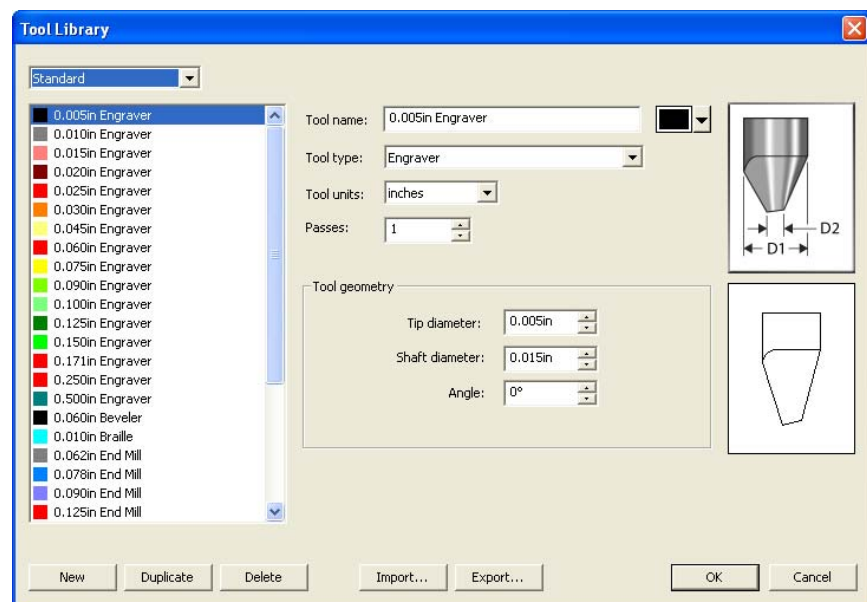 Tool Library
Standard
0.005in Engraver
0.010in Engraver
0.015in Engraver
0.020in Engraver
0.025in Engraver
0.030in Engraver
0.045in Engraver
0.060in Engraver
0.075in Engraver
0.090in Engraver
0.100in Engraver
0.125in Engraver
0.150in Engraver
0.171in Engraver
0.250in Engraver
0.500in Engraver
0.060in Beveler
0.010in Braille
0.062in End Mill
0.078in End Mill
0.090in End Mill
0.125in End Mill
Tool name: 0.005in Engraver
Tool type: Engraver
Tool units: inches
Passes: 1
Tool geometry
Tip diameter: 0.005in
Shaft diameter: 0.015in
Angle: 0°
D2
D1
New Duplicate Delete Import... Export... OK Cancel